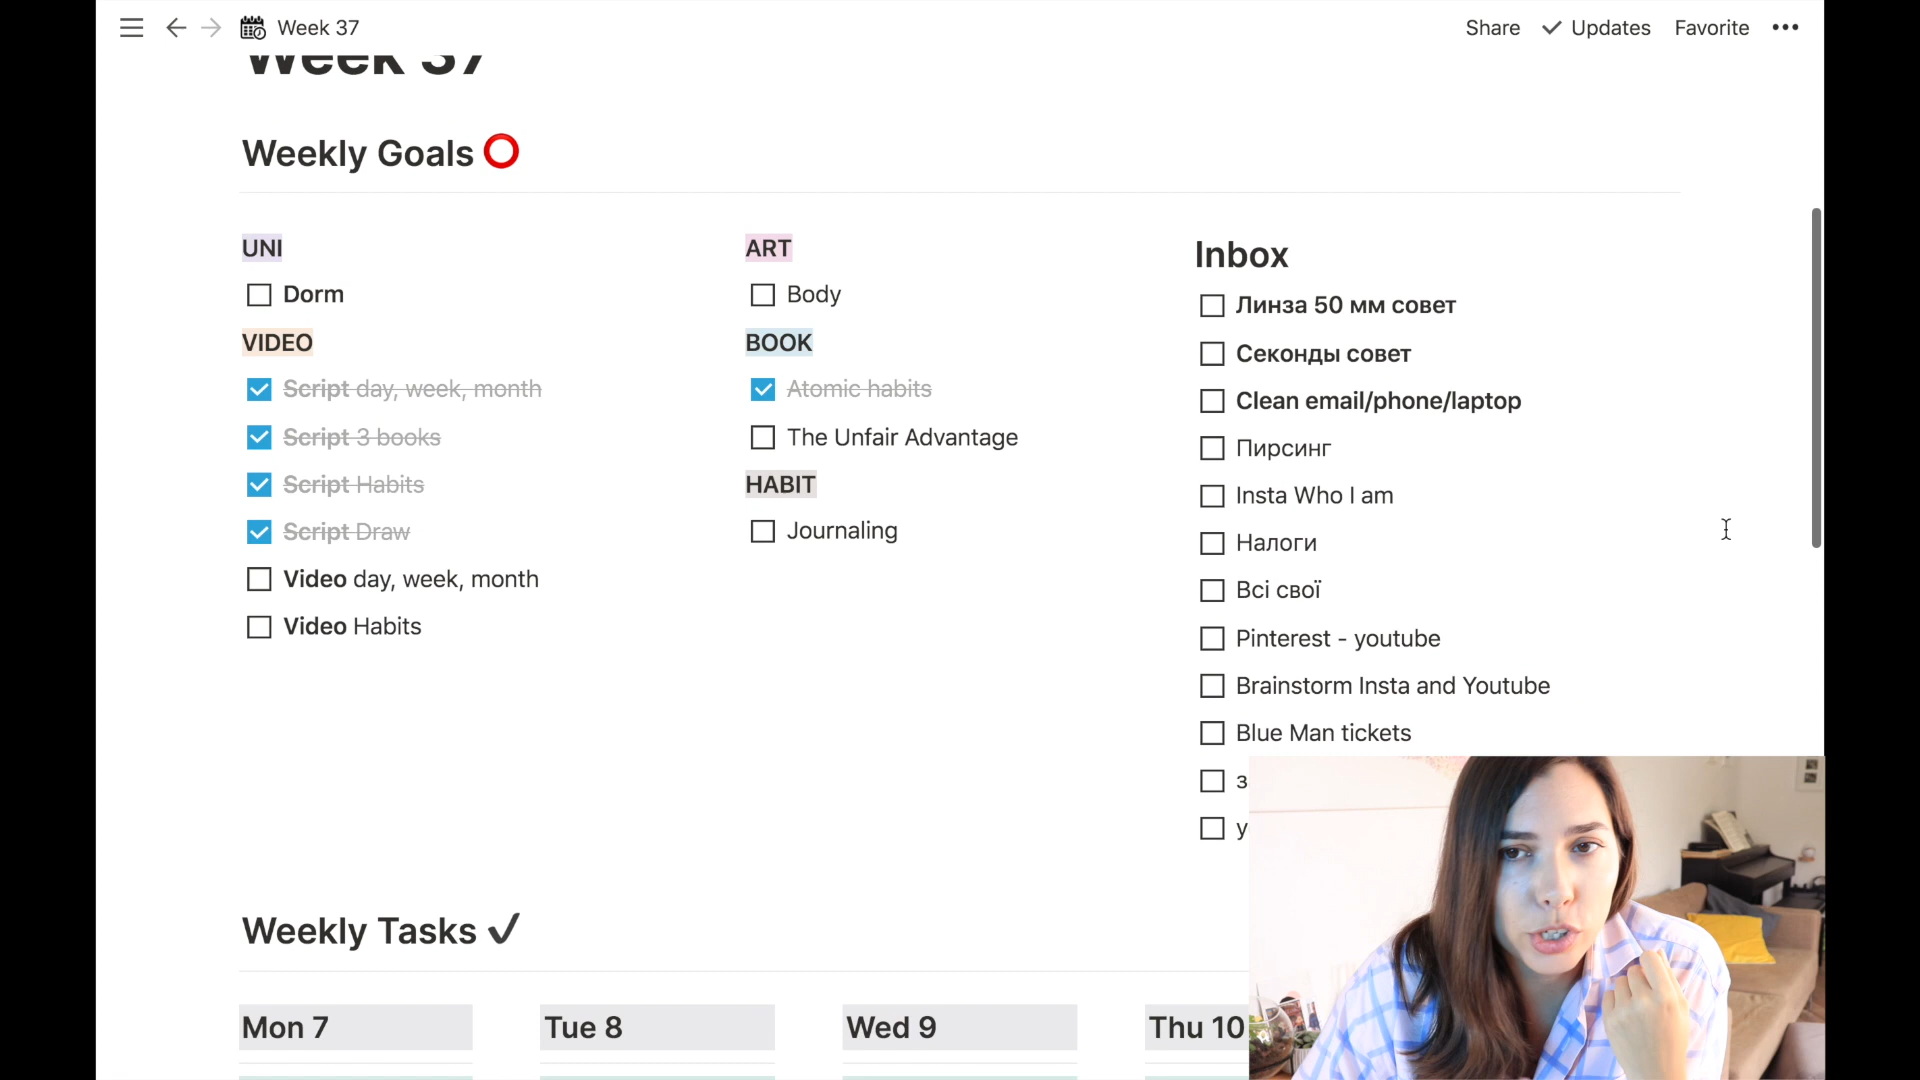 Week 37
Share
Updates
Favorite
Week 37
Weekly Goals
UNI
Dorm
VIDEO
Script day, week, month
Script 3 books
Script Habits
Script Draw
Video day, week, month
Video Habits
ART
Body
BOOK
Atomic habits
The Unfair Advantage
HABIT
Journaling
Inbox
Линза 50 мм совет
Секонды совет
Clean email/phone/laptop
Пирсинг
Insta Who I am
Налоги
Всі свої
Pinterest - youtube
Brainstorm Insta and Youtube
Blue Man tickets
Weekly Tasks
Mon 7
Tue 8
Wed 9
Thu 10